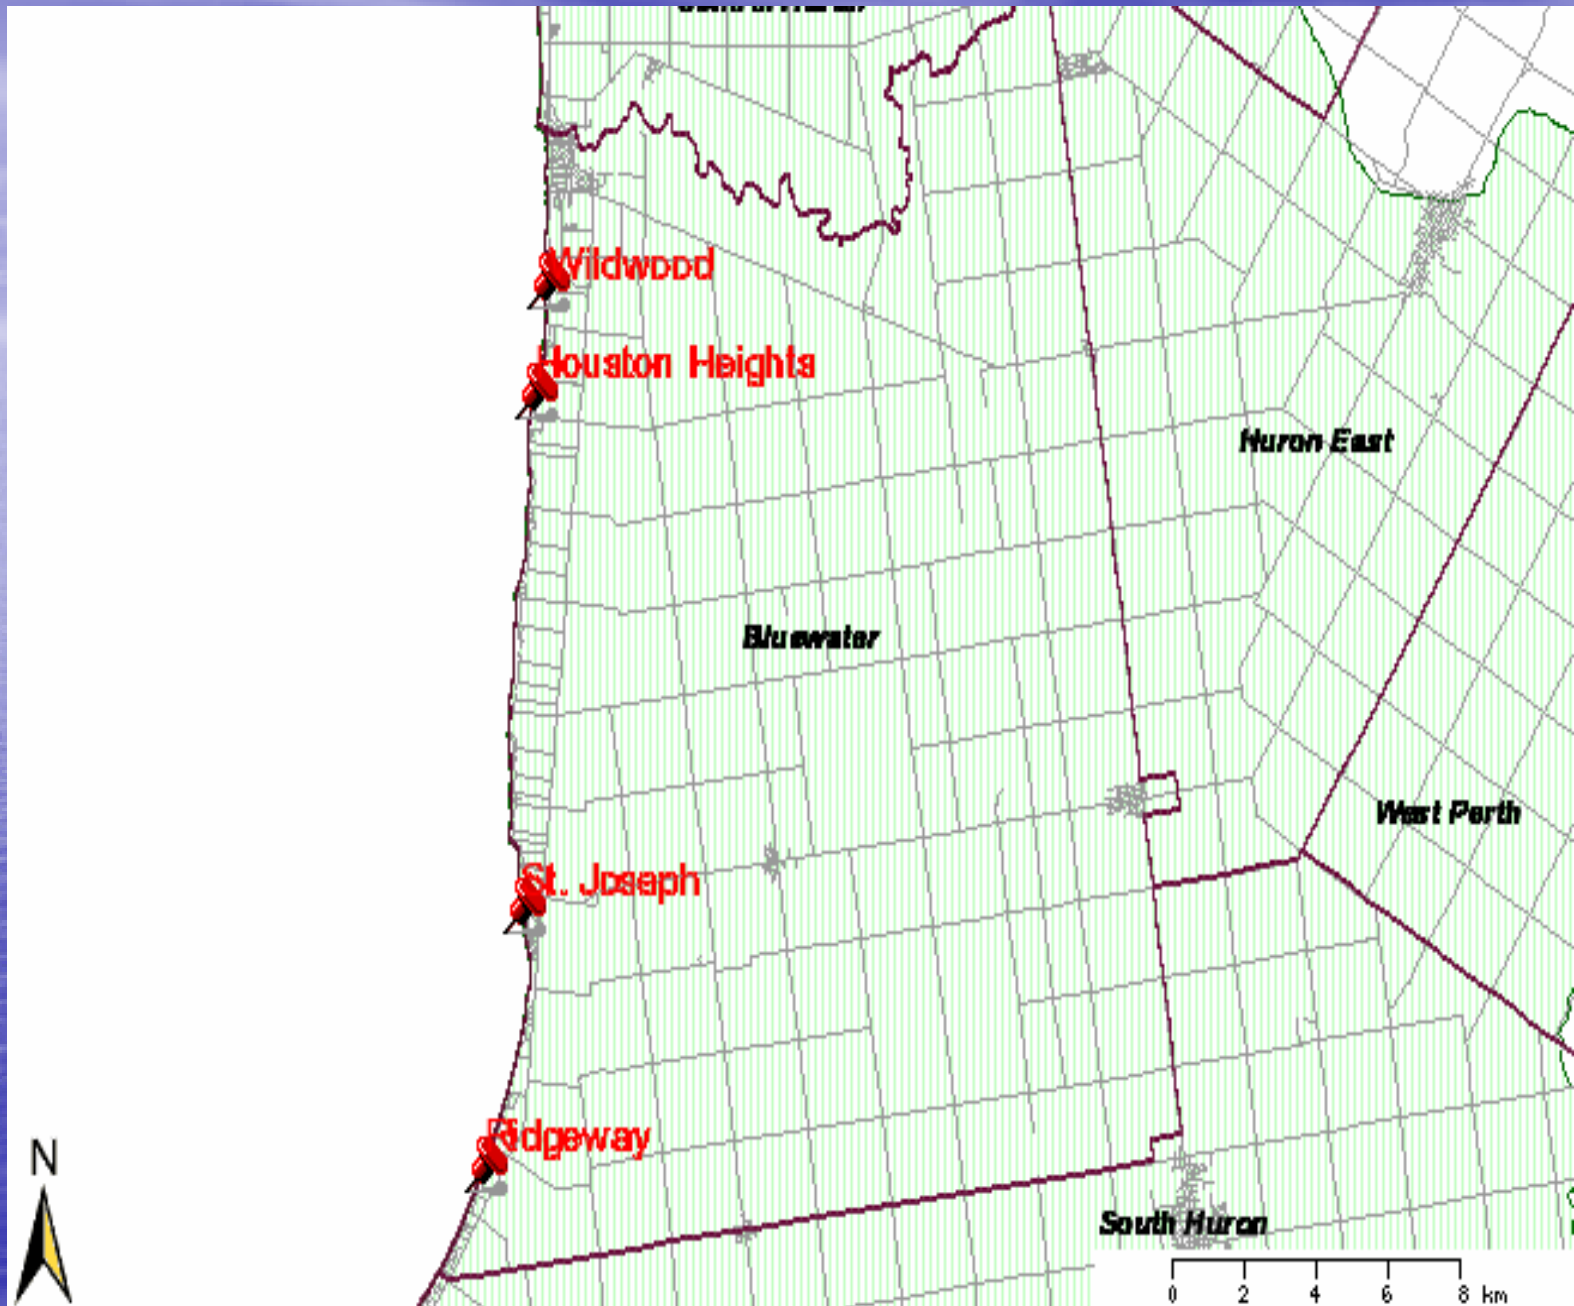 Wildwood
Houston Heights
Huron East
Bluewater
West Perth
St. Joseph
Ridgeway
N
South Huron
0 2 4 6 8 km